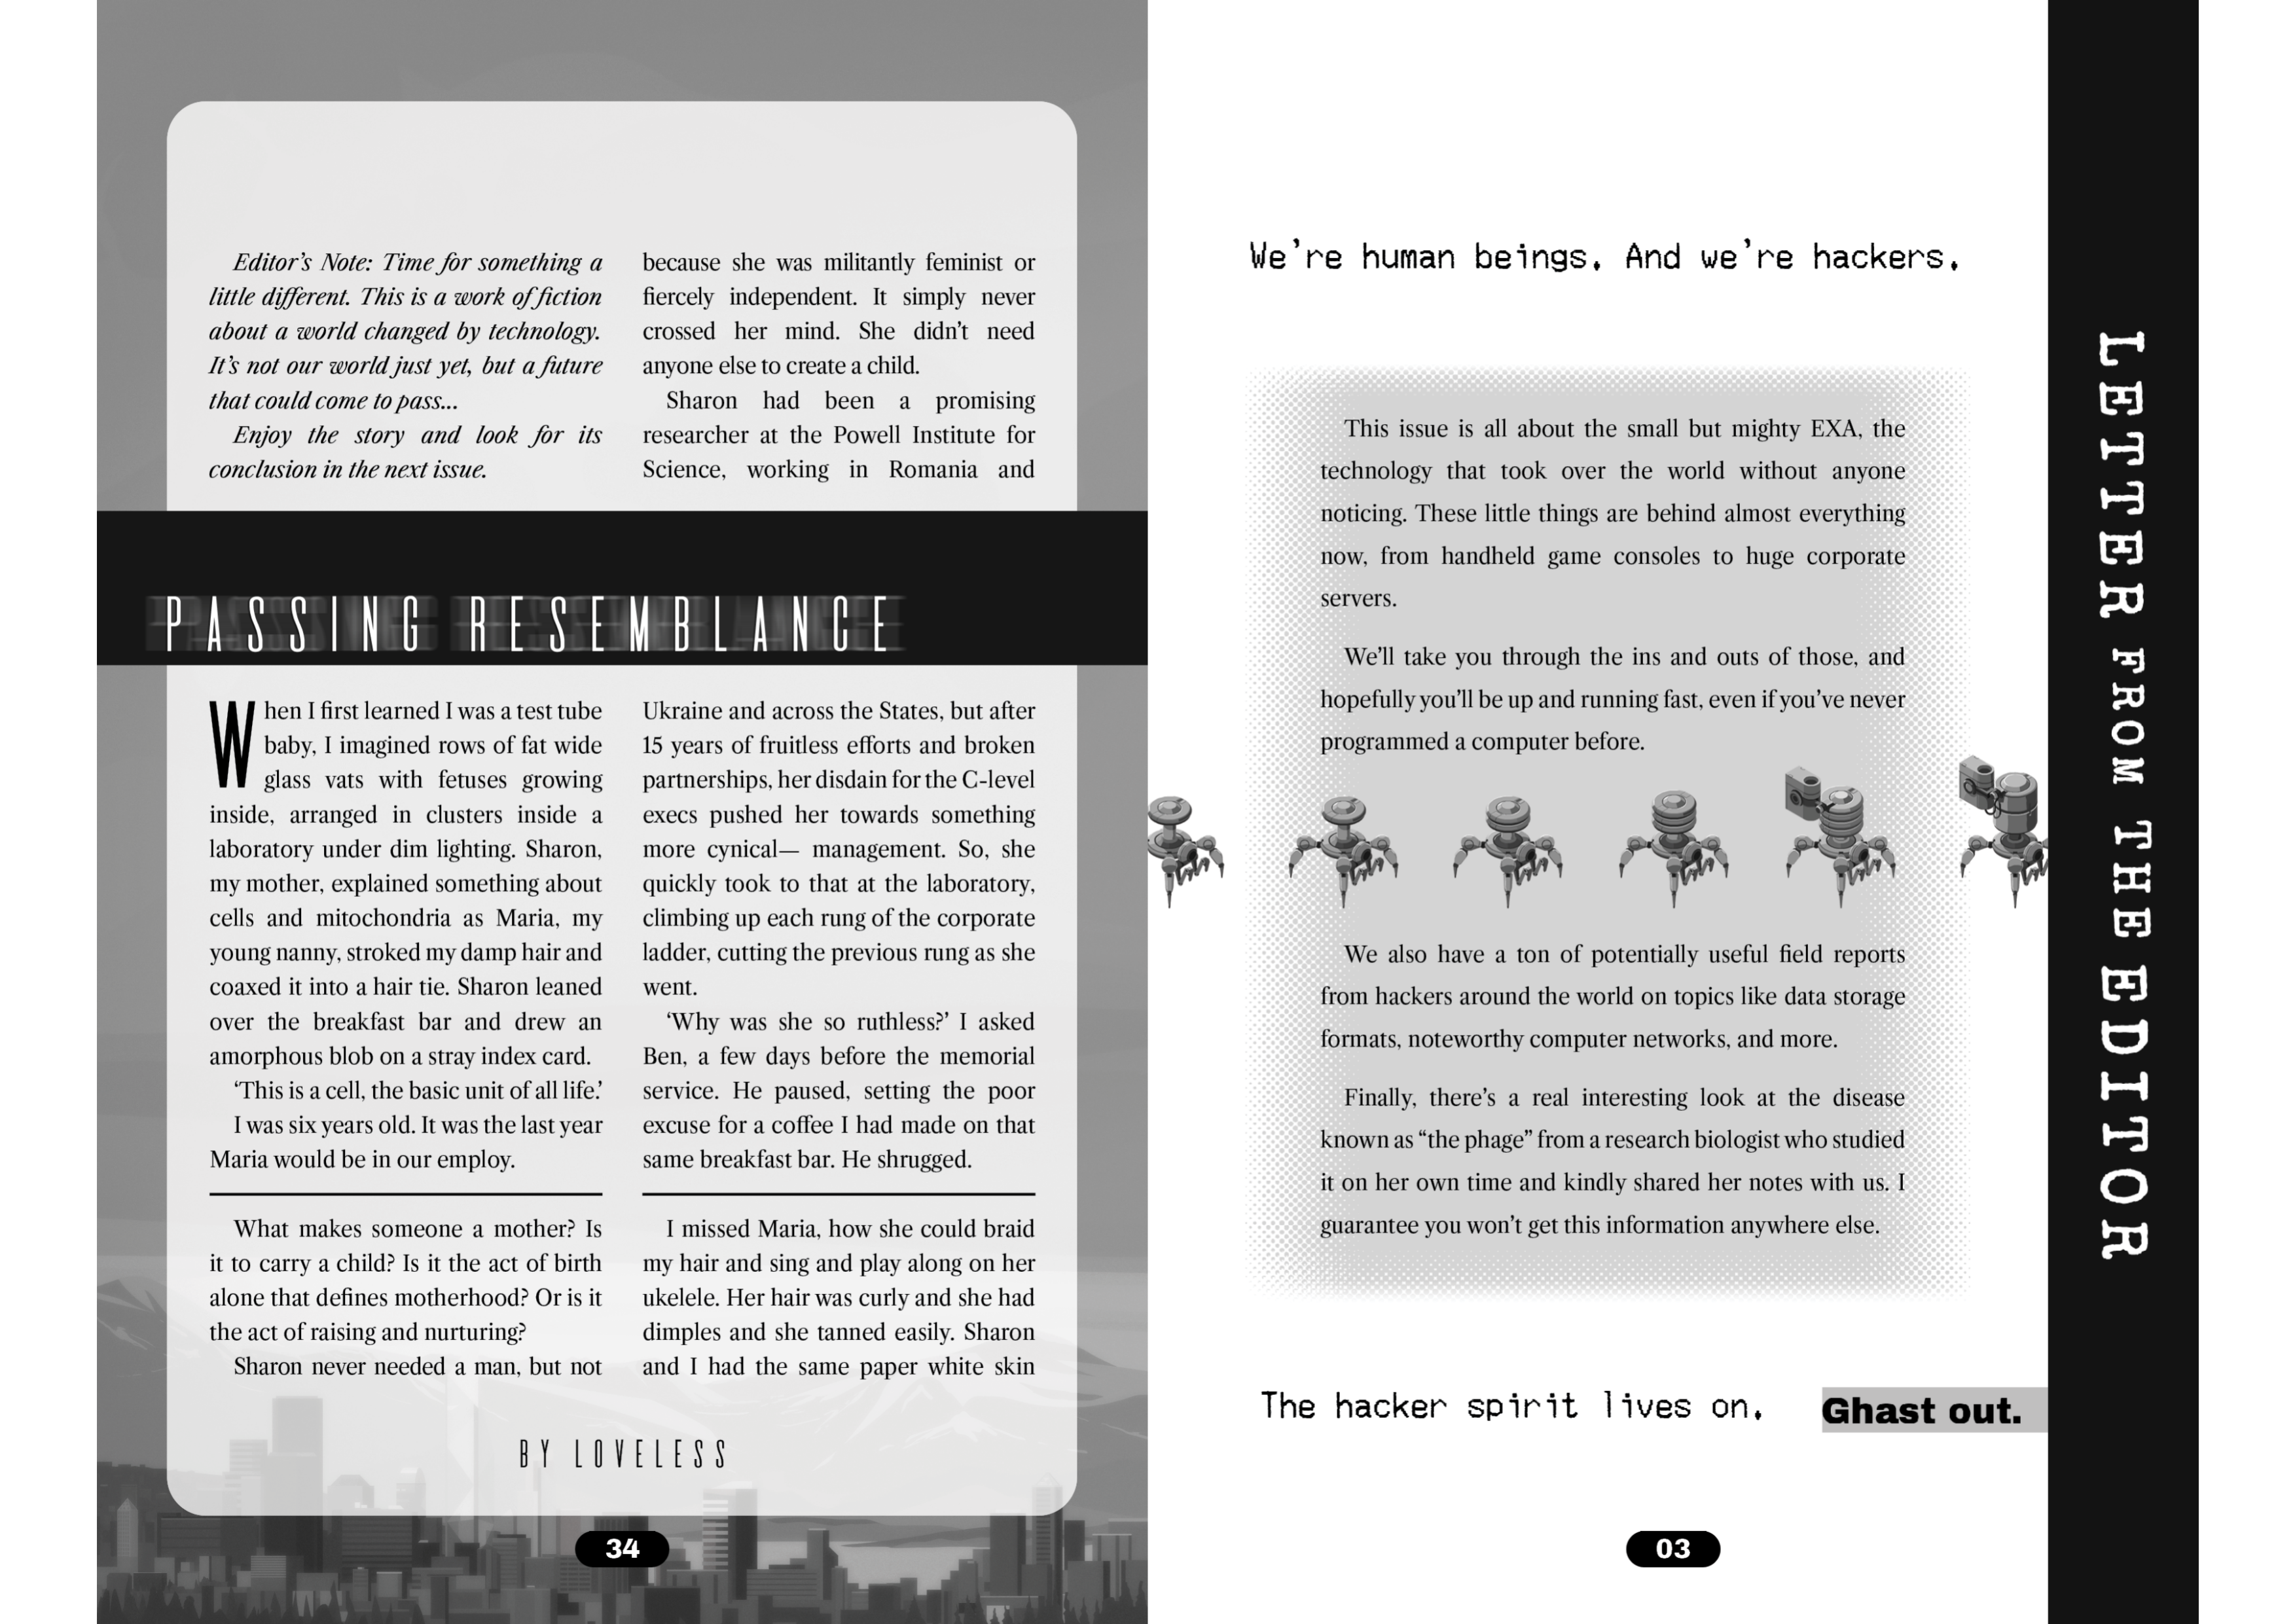 Editor's Note: Time for something a
little different. This is a work of fiction
about a world changed by technology.
It's not our world just yet, but a future
that could come to pass...
Enjoy the story and look for its
conclusion in the next issue.
PASSING RESEMBLANCE
When I first learned I was a test tube
baby, I imagined rows of fat wide
glass vats with fetuses growing
inside, arranged in clusters inside a
laboratory under dim lighting. Sharon,
my mother, explained something about
cells and mitochondria as Maria, my
young nanny, stroked my damp hair and
coaxed it into a hair tie. Sharon leaned
over the breakfast bar and drew an
amorphous blob on a stray index card.
‘This is a cell, the basic unit of all life.’
I was six years old. It was the last year
Maria would be in our employ.
What makes someone a mother? Is
it to carry a child? Is it the act of birth
alone that defines motherhood? Or is it
the act of raising and nurturing?
Sharon never needed a man, but not
because she was militantly feminist or
fiercely independent. It simply never
crossed her mind. She didn't need
anyone else to create a child.
Sharon had been a promising
researcher at the Powell Institute for
Science, working in Romania and
Ukraine and across the States, but after
15 years of fruitless efforts and broken
partnerships, her disdain for the C-level
execs pushed her towards something
more cynical— management. So, she
quickly took to that at the laboratory,
climbing up each rung of the corporate
ladder, cutting the previous rung as she
went.
‘Why was she so ruthless?’ I asked
Ben, a few days before the memorial
service. He paused, setting the poor
excuse for a coffee I had made on that
same breakfast bar. He shrugged.
I missed Maria, how she could braid
my hair and sing and play along on her
ukelele. Her hair was curly and she had
dimples and she tanned easily. Sharon
and I had the same paper white skin
BY LOVELESS
34
We're human beings. And we're hackers.
This issue is all about the small but mighty EXA, the
technology that took over the world without anyone
noticing. These little things are behind almost everything
now, from handheld game consoles to huge corporate
servers.
We'll take you through the ins and outs of those, and
hopefully you'll be up and running fast, even if you've never
programmed a computer before.
We also have a ton of potentially useful field reports
from hackers around the world on topics like data storage
formats, noteworthy computer networks, and more.
Finally, there's a real interesting look at the disease
known as “the phage” from a research biologist who studied
it on her own time and kindly shared her notes with us. I
guarantee you won't get this information anywhere else.
The hacker spirit lives on.
Ghast out.
03
LETTER FROM THE EDITOR